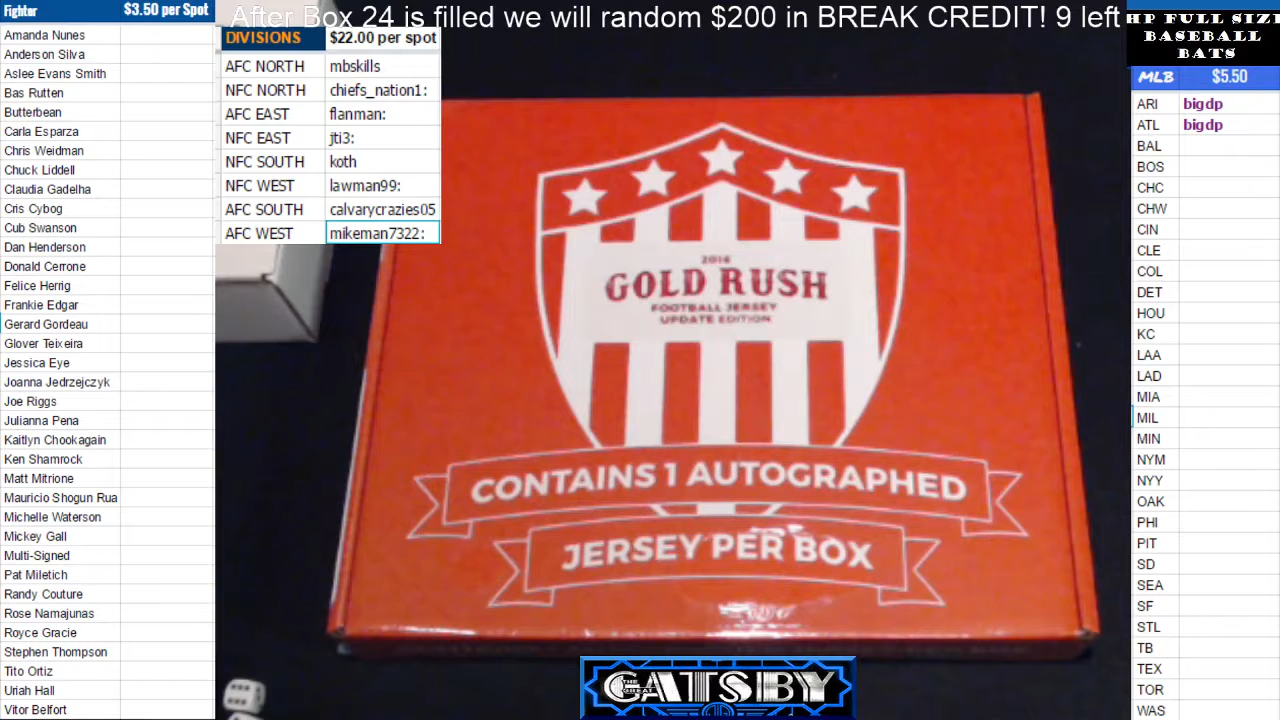 Fighter $3.50 per Spot
Amanda Nunes
Anderson Silva
Aslee Evans Smith
Bas Rutten
Butterbean
Carla Esparza
Chris Weidman
Chuck Liddell
Claudia Gadelha
Cris Cybog
Cub Swanson
Dan Henderson
Donald Cerrone
Felice Herrig
Frankie Edgar
Gerard Gordeau
Glover Teixeira
Jessica Eye
Joanna Jedrzejczyk
Joe Riggs
Julianna Pena
Kaitlyn Chookagain
Ken Shamrock
Matt Mitrione
Mauricio Shogun Rua
Michelle Waterson
Mickey Gall
Multi-Signed
Pat Miletich
Randy Couture
Rose Namajunas
Royce Gracie
Stephen Thompson
Tito Ortiz
Uriah Hall
Vitor Belfort
After Box 24 is filled we will random $200 in BREAK CREDIT! 9 left
DIVISIONS $22.00 per spot
AFC NORTH mbskills
NFC NORTH chiefs_nation1:
AFC EAST flanman:
NFC EAST jti3:
NFC SOUTH koth
NFC WEST lawman99:
AFC SOUTH calvarycrazies05
AFC WEST mikeman7322:
2016
GOLD RUSH
FOOTBALL JERSEY
UPDATE EDITION
CONTAINS 1 AUTOGRAPHED
JERSEY PER BOX
THE GREAT GATSBY
HP FULL SIZE
BASEBALL
BATS
MLB $5.50
ARI bigdp
ATL bigdp
BAL
BOS
CHC
CHW
CIN
CLE
COL
DET
HOU
KC
LAA
LAD
MIA
MIL
MIN
NYM
NYY
OAK
PHI
PIT
SD
SEA
SF
STL
TB
TEX
TOR
WAS